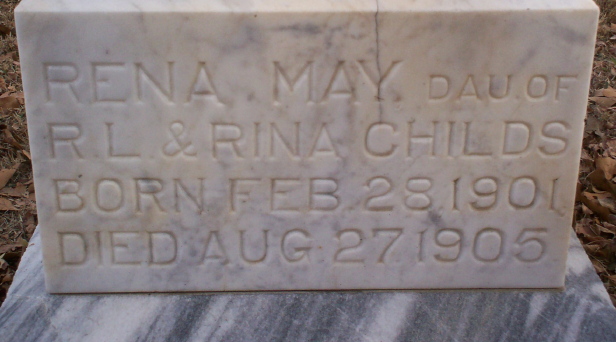 RENA MAY DAU. OF
R. L. & RINA CHILDS
BORN FEB. 28 1901.
DIED AUG. 27 1905